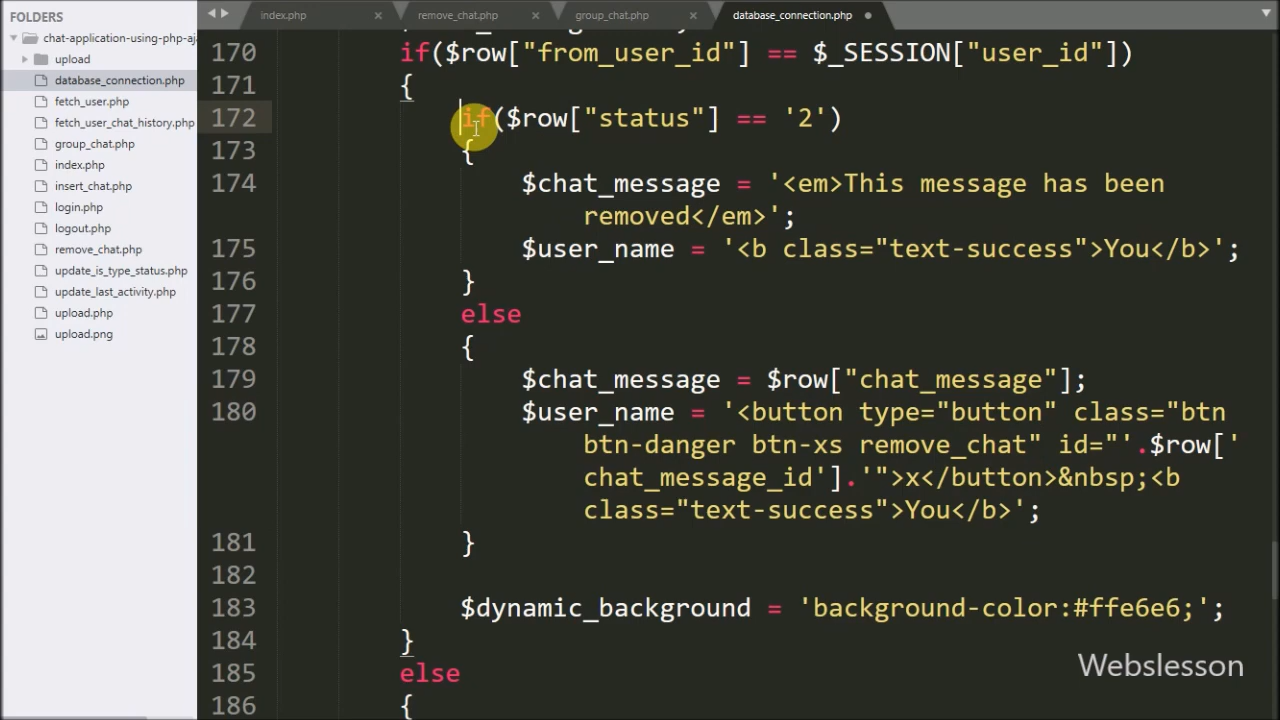 FOLDERS
chat-application-using-php-aj
upload
database_connection.php
fetch_user.php
fetch_user_chat_history.php
group_chat.php
index.php
insert_chat.php
login.php
logout.php
remove_chat.php
update_is_type_status.php
update_last_activity.php
upload.php
upload.png
index.php × remove_chat.php × group_chat.php × database_connection.php
170 if($row["from_user_id"] == $_SESSION["user_id"])
171 {
172 if($row["status"] == '2')
173 {
174 $chat_message = '<em>This message has been
removed</em>';
175 $user_name = '<b class="text-success">You</b>';
176 }
177 else
178 {
179 $chat_message = $row["chat_message"];
180 $user_name = '<button type="button" class="btn
btn-danger btn-xs remove_chat" id="'.$row['
chat_message_id'].'">x</button>&nbsp;<b
class="text-success">You</b>';
181 }
182
183 $dynamic_background = 'background-color:#ffe6e6;';
184 }
185 else
186 {
Webslesson